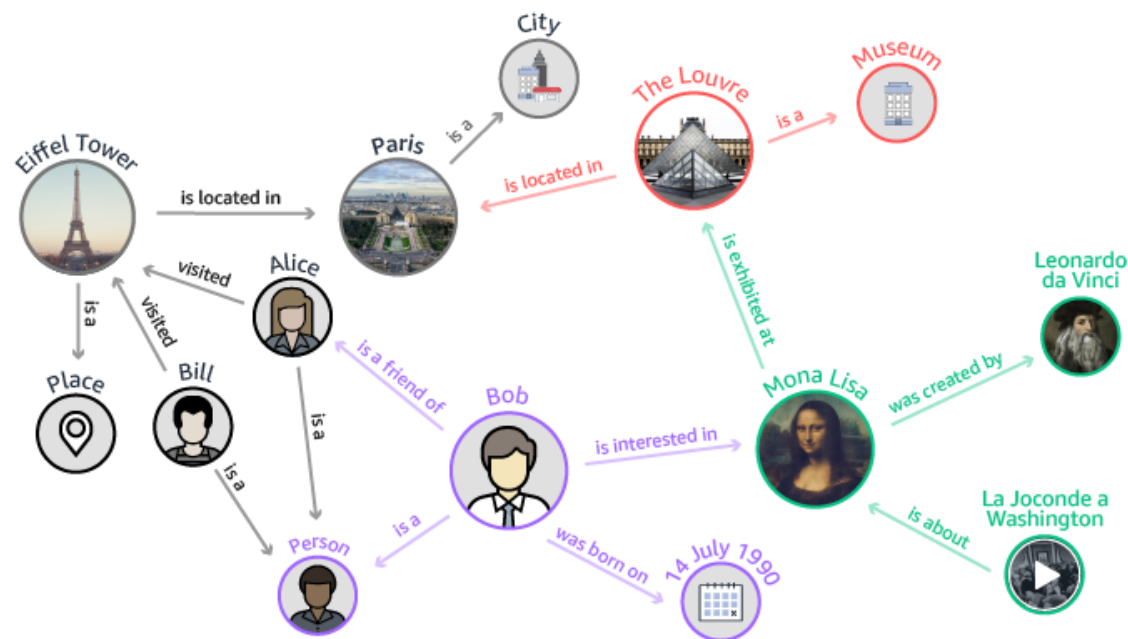 City
is a
Museum
The Louvre
is a
Eiffel Tower
Paris
is located in
is located in
Alice
visited
is a
visited
is exhibited at
Leonardo
da Vinci
Place
Bill
is a friend of
Bob
Mona Lisa
was created by
is a
is interested in
is a
La Joconde a
Washington
is about
is a
Person
was born on
14 July 1990